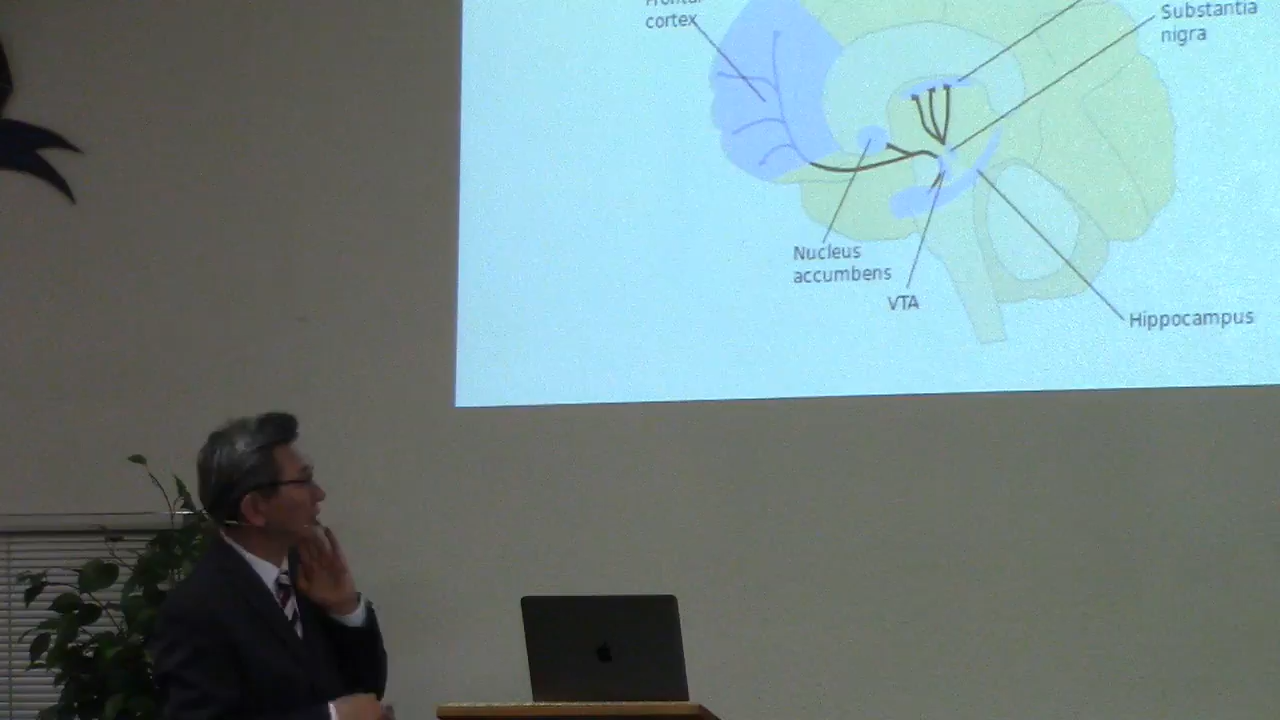 cortex
Substantia
nigra
Nucleus
accumbens
VTA
Hippocampus